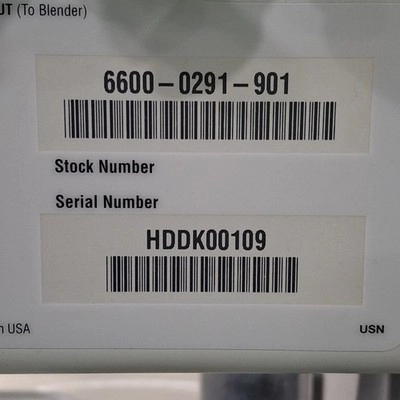 UT (To Blender)
6600-0291-901
Stock Number
Serial Number
HDDK00109
n USA
USN